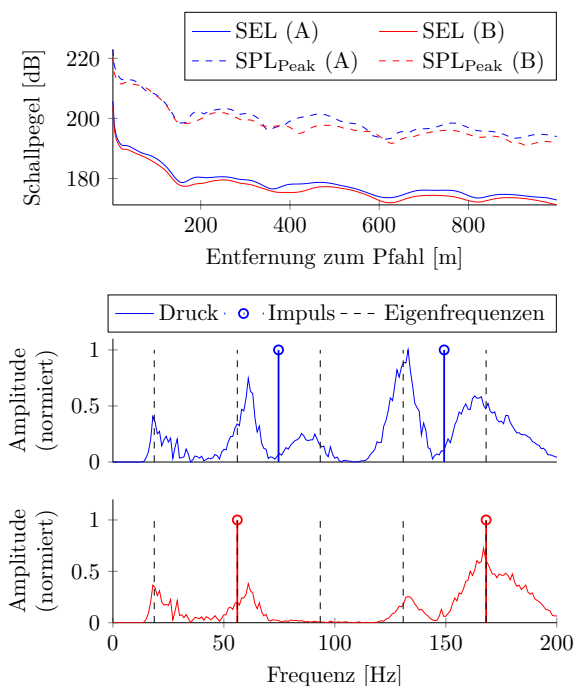 SEL (A) SEL (B)
SPLPeak (A) SPLPeak (B)
220
200
180
Schallpegel [dB]
200 400 600 800
Entfernung zum Pfahl [m]
Druck Impuls Eigenfrequenzen
1
0.5
0
Amplitude
(normiert)
1
0.5
0
Amplitude
(normiert)
0 50 100 150 200
Frequenz [Hz]